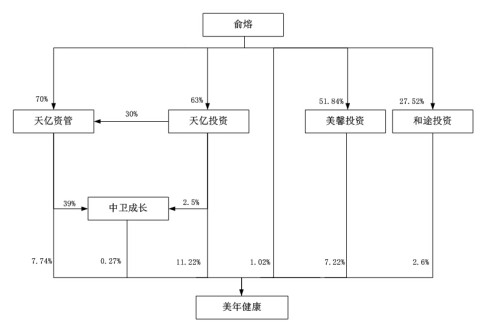 俞熔
70%
63%
51.84%
27.52%
天亿资管
30%
天亿投资
美馨投资
和途投资
39%
中卫成长
2.5%
7.74%
0.27%
11.22%
1.02%
7.22%
2.6%
美年健康